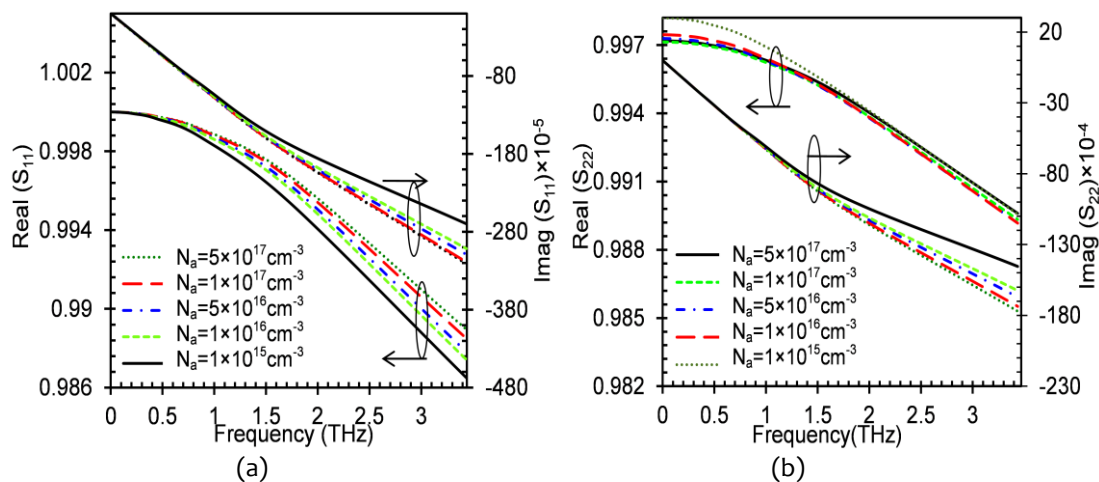 1.002
0.998
0.994
0.99
0.986
Real (S₁₁)
-80
-180
-280
-380
-480
Imag (S₁₁)×10⁻⁵
Nₐ=5×10¹⁷cm⁻³
Nₐ=1×10¹⁷cm⁻³
Nₐ=5×10¹⁶cm⁻³
Nₐ=1×10¹⁶cm⁻³
Nₐ=1×10¹⁵cm⁻³
0 0.5 1 1.5 2 2.5 3
Frequency (THz)
(a)
0.997
0.994
0.991
0.988
0.985
0.982
Real (S₂₂)
20
-30
-80
-130
-180
-230
Imag (S₂₂)×10⁻⁴
Nₐ=5×10¹⁷cm⁻³
Nₐ=1×10¹⁷cm⁻³
Nₐ=5×10¹⁶cm⁻³
Nₐ=1×10¹⁶cm⁻³
Nₐ=1×10¹⁵cm⁻³
0 0.5 1 1.5 2 2.5 3
Frequency(THz)
(b)